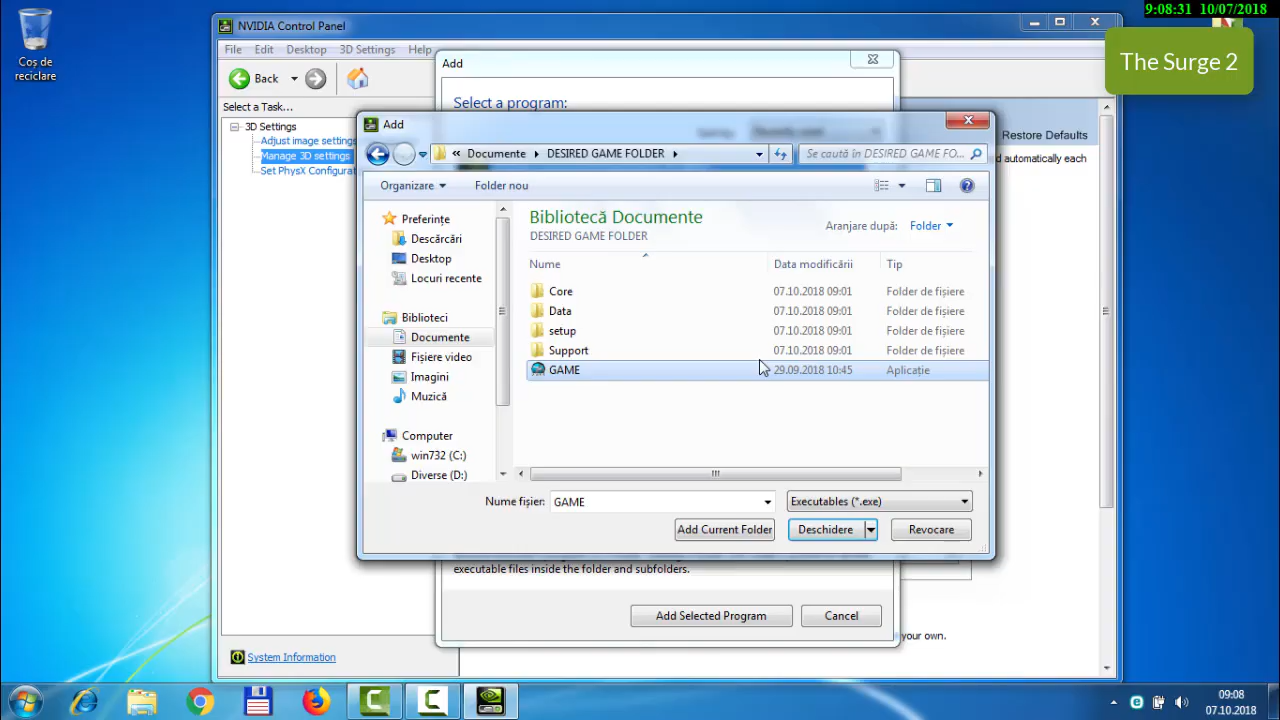 9:08:31 10/07/2018
The Surge 2
Coș de
reciclare
NVIDIA Control Panel
File Edit Desktop 3D Settings Help
Back
Select a Task...
3D Settings
Adjust image settings
Manage 3D settings
Set PhysX Configura
System Information
Restore Defaults
d automatically each
Add
Select a program:
Add
« Documente DESIRED GAME FOLDER
Se caută în DESIRED GAME FO...
Organizare Folder nou
Preferințe
Descărcări
Desktop
Locuri recente
Biblioteci
Documente
Fișiere video
Imagini
Muzică
Computer
win732 (C:)
Diverse (D:)
Bibliotecă Documente
DESIRED GAME FOLDER
Aranjare după: Folder
Nume Data modificării Tip
Core 07.10.2018 09:01 Folder de fișiere
Data 07.10.2018 09:01 Folder de fișiere
setup 07.10.2018 09:01 Folder de fișiere
Support 07.10.2018 09:01 Folder de fișiere
GAME 29.09.2018 10:45 Aplicație
Nume fișier: GAME Executables (*.exe)
Add Current Folder Deschidere Revocare
executable files inside the folder and subfolders.
Add Selected Program Cancel
your own.
09:08
07.10.2018